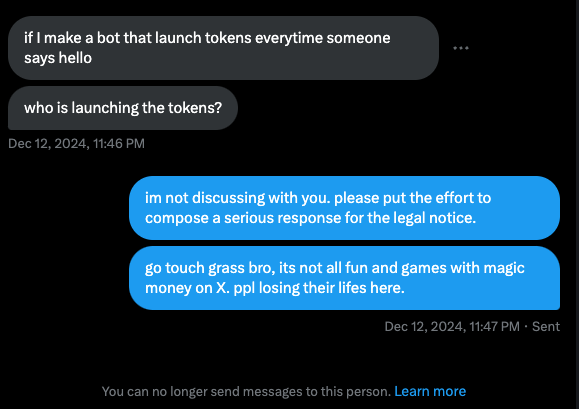 if I make a bot that launch tokens everytime someone
says hello
who is launching the tokens?
Dec 12, 2024, 11:46 PM
im not discussing with you. please put the effort to
compose a serious response for the legal notice.
go touch grass bro, its not all fun and games with magic
money on X. ppl losing their lifes here.
Dec 12, 2024, 11:47 PM · Sent
You can no longer send messages to this person. Learn more